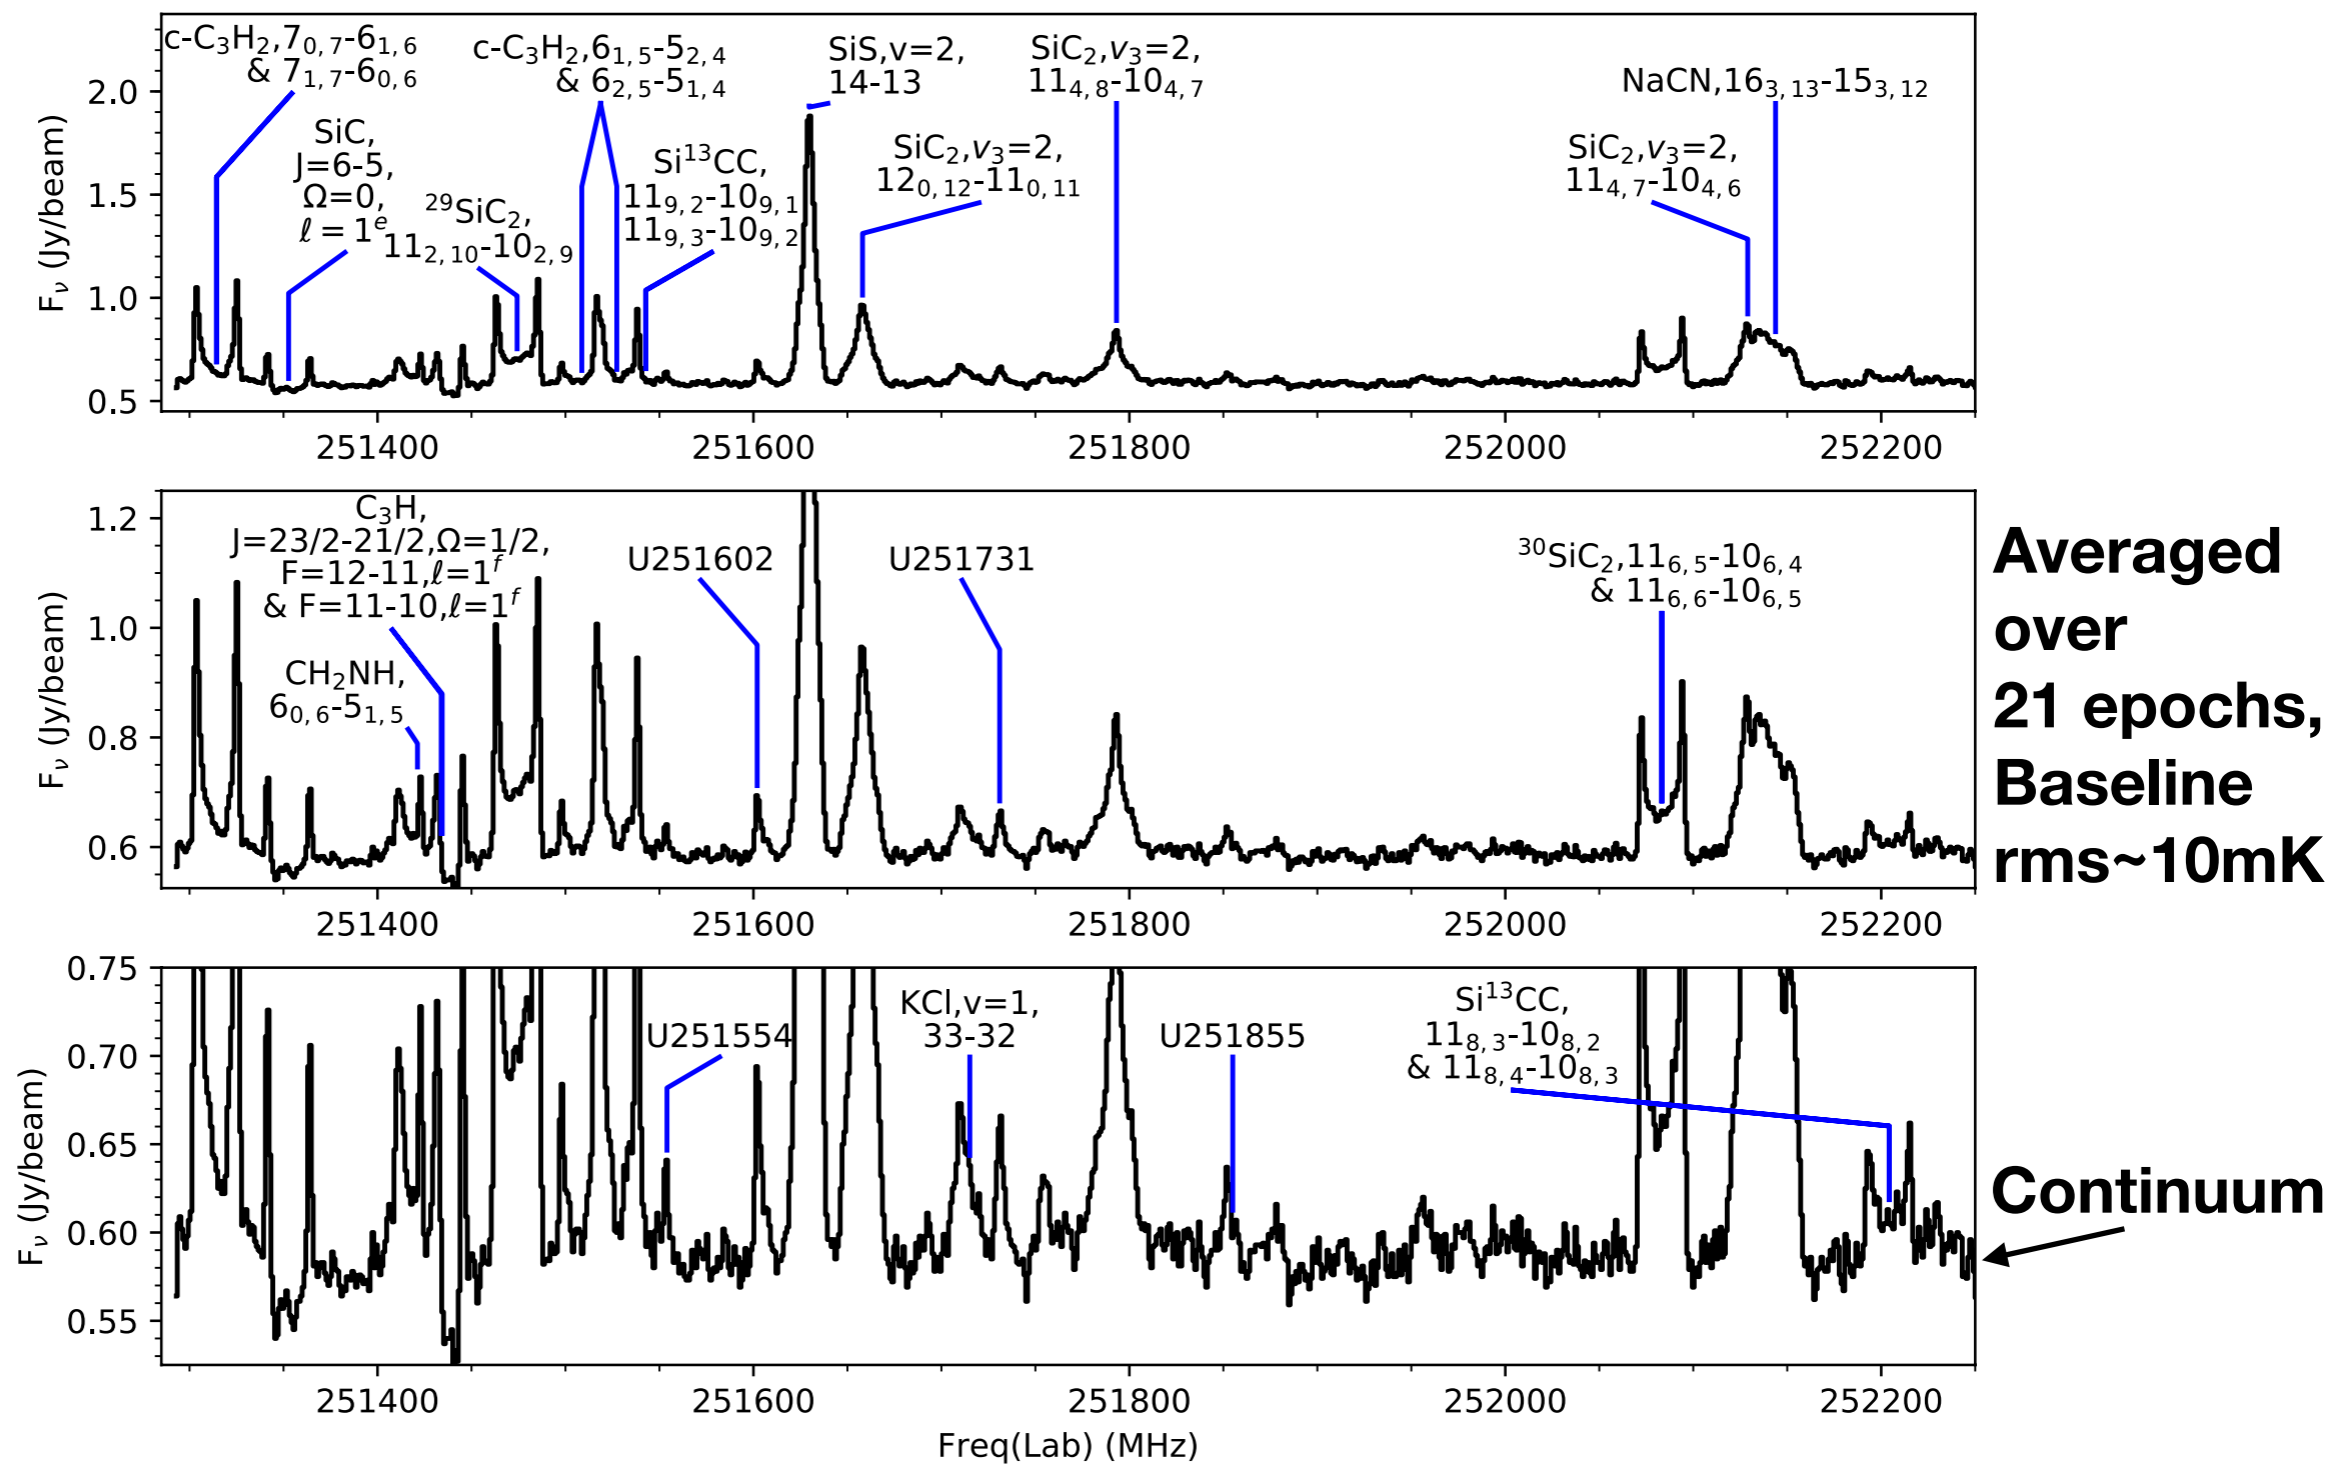 c-C₃H₂,7₀,₇-6₁,₆
& 7₁,₇-6₀,₆
SiC,
J=6-5,
Ω=0,
ℓ = 1ᵉ
²⁹SiC₂,
11₂,₁₀-10₂,₉
c-C₃H₂,6₁,₅-5₂,₄
& 6₂,₅-5₁,₄
Si¹³CC,
11₉,₂-10₉,₁
11₉,₃-10₉,₂
SiS,v=2,
14-13
SiC₂,v₃=2,
12₀,₁₂-11₀,₁₁
SiC₂,v₃=2,
11₄,₈-10₄,₇
SiC₂,v₃=2,
11₄,₇-10₄,₆
NaCN,16₃,₁₃-15₃,₁₂
Fν (Jy/beam)
2.0
1.5
1.0
0.5
251400 251600 251800 252000 252200
C₃H,
J=23/2-21/2,Ω=1/2,
F=12-11,ℓ=1ᶠ
& F=11-10,ℓ=1ᶠ
CH₂NH,
6₀,₆-5₁,₅
U251602
U251731
³⁰SiC₂,11₆,₅-10₆,₄
& 11₆,₆-10₆,₅
Fν (Jy/beam)
1.2
1.0
0.8
0.6
251400 251600 251800 252000 252200
Averaged
over
21 epochs,
Baseline
rms~10mK
U251554
KCl,v=1,
33-32
U251855
Si¹³CC,
11₈,₃-10₈,₂
& 11₈,₄-10₈,₃
Fν (Jy/beam)
0.75
0.70
0.65
0.60
0.55
251400 251600 251800 252000 252200
Freq(Lab) (MHz)
Continuum